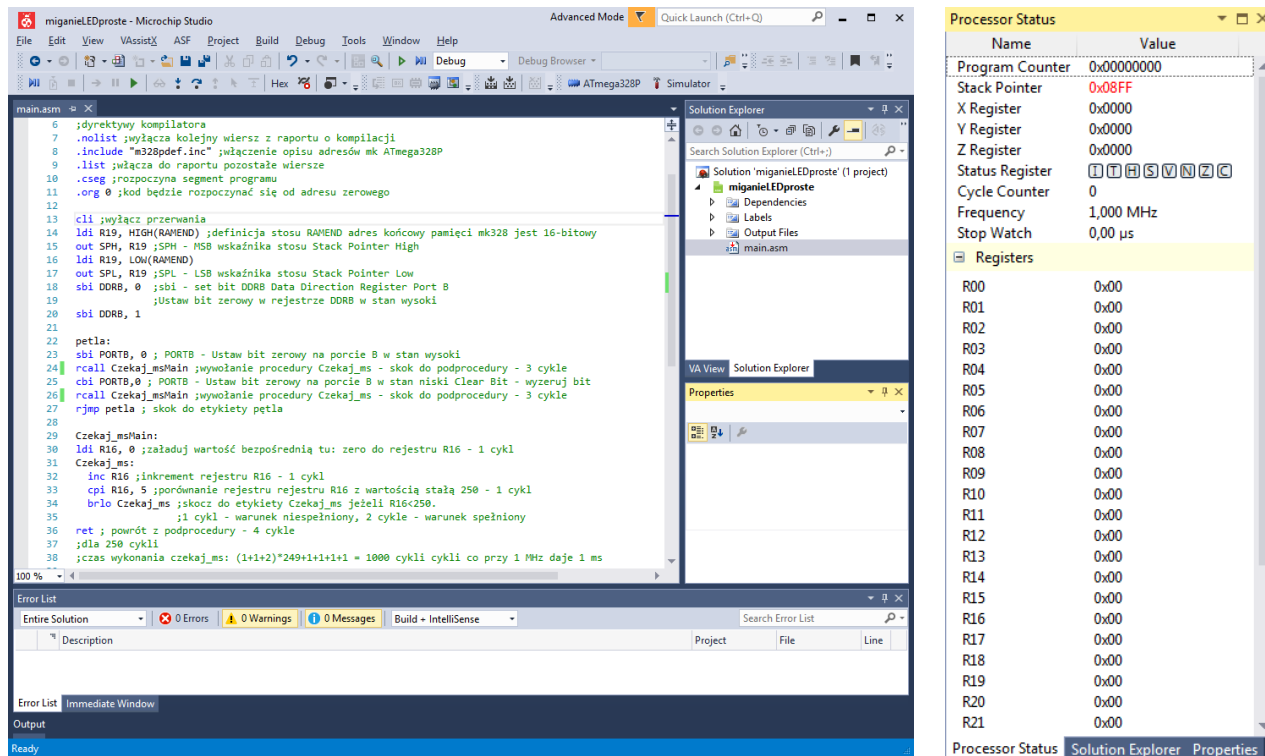 miganieLEDproste - Microchip Studio
Advanced Mode
Quick Launch (Ctrl+Q)
File Edit View VAssistX ASF Project Build Debug Tools Window Help
Debug
Debug Browser
Hex
ATmega328P
Simulator
main.asm
6 ;dyrektywy kompilatora
7 .nolist ;wyłącza kolejny wiersz z raportu o kompilacji
8 .include "m328pdef.inc" ;włączenie opisu adresów mk ATmega328P
9 .list ;włącza do raportu pozostałe wiersze
10 .cseg ;rozpoczyna segment programu
11 .org 0 ;kod będzie rozpoczynać się od adresu zerowego
12
13 cli ;wyłącz przerwania
14 ldi R19, HIGH(RAMEND) ;definicja stosu RAMEND adres końcowy pamięci mk328 jest 16-bitowy
15 out SPH, R19 ;SPH - MSB wskaźnika stosu Stack Pointer High
16 ldi R19, LOW(RAMEND)
17 out SPL, R19 ;SPL - LSB wskaźnika stosu Stack Pointer Low
18 sbi DDRB, 0 ;sbi - set bit DDRB Data Direction Register Port B
19 ;Ustaw bit zerowy w rejestrze DDRB w stan wysoki
20 sbi DDRB, 1
21
22 petla:
23 sbi PORTB, 0 ; PORTB - Ustaw bit zerowy na porcie B w stan wysoki
24 rcall Czekaj_msMain ;wywołanie procedury Czekaj_ms - skok do podprocedury - 3 cykle
25 cbi PORTB,0 ; PORTB - Ustaw bit zerowy na porcie B w stan niski Clear Bit - wyzeruj bit
26 rcall Czekaj_msMain ;wywołanie procedury Czekaj_ms - skok do podprocedury - 3 cykle
27 rjmp petla ; skok do etykiety pętla
28
29 Czekaj_msMain:
30 ldi R16, 0 ;załaduj wartość bezpośrednią tu: zero do rejestru R16 - 1 cykl
31 Czekaj_ms:
32 inc R16 ;inkrement rejestru R16 - 1 cykl
33 cpi R16, 5 ;porównanie rejestru rejestru R16 z wartością stałą 250 - 1 cykl
34 brlo Czekaj_ms ;skocz do etykiety Czekaj_ms jeżeli R16<250.
35 ;1 cykl - warunek niespełniony, 2 cykle - warunek spełniony
36 ret ; powrót z podprocedury - 4 cykle
37 ;dla 250 cykli
38 ;czas wykonania czekaj_ms: (1+1+2)*249+1+1+1+1 = 1000 cykli cykli co przy 1 MHz daje 1 ms
100 %
Solution Explorer
Search Solution Explorer (Ctrl+;)
Solution 'miganieLEDproste' (1 project)
miganieLEDproste
Dependencies
Labels
Output Files
main.asm
VA View Solution Explorer
Properties
Error List
Entire Solution
0 Errors
0 Warnings
0 Messages
Build + IntelliSense
Search Error List
Description Project File Line
Error List Immediate Window
Output
Ready
Processor Status
Name Value
Program Counter 0x00000000
Stack Pointer 0x08FF
X Register 0x0000
Y Register 0x0000
Z Register 0x0000
Status Register I T H S V N Z C
Cycle Counter 0
Frequency 1,000 MHz
Stop Watch 0,00 µs
Registers
R00 0x00
R01 0x00
R02 0x00
R03 0x00
R04 0x00
R05 0x00
R06 0x00
R07 0x00
R08 0x00
R09 0x00
R10 0x00
R11 0x00
R12 0x00
R13 0x00
R14 0x00
R15 0x00
R16 0x00
R17 0x00
R18 0x00
R19 0x00
R20 0x00
R21 0x00
Processor Status Solution Explorer Properties